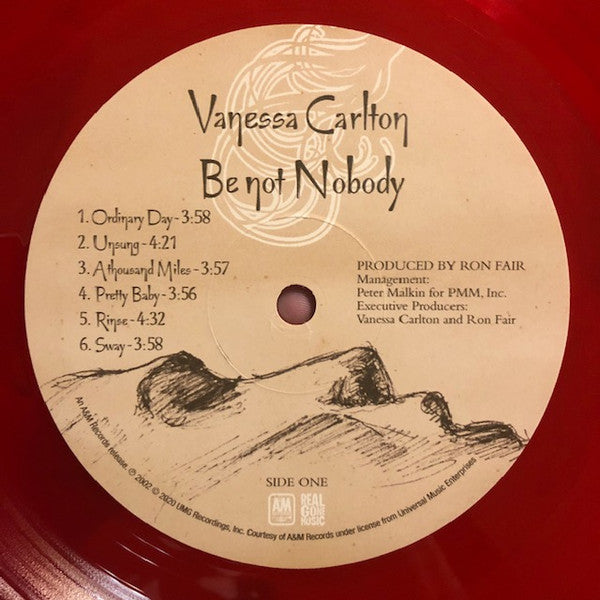 Vanessa Carlton
Be not Nobody
1. Ordinary Day - 3:58
2. Unsung - 4:21
3. A thousand Miles - 3:57
4. Pretty Baby - 3:56
5. Rinse - 4:32
6. Sway - 3:58
PRODUCED BY RON FAIR
Management:
Peter Malkin for PMM, Inc.
Executive Producers:
Vanessa Carlton and Ron Fair
SIDE ONE
A&M
RECORDS
REAL
GONE
MUSIC
An A&M Records release. ℗ 2002 © 2020 UMG Recordings, Inc. Courtesy of A&M Records under license from Universal Music Enterprises